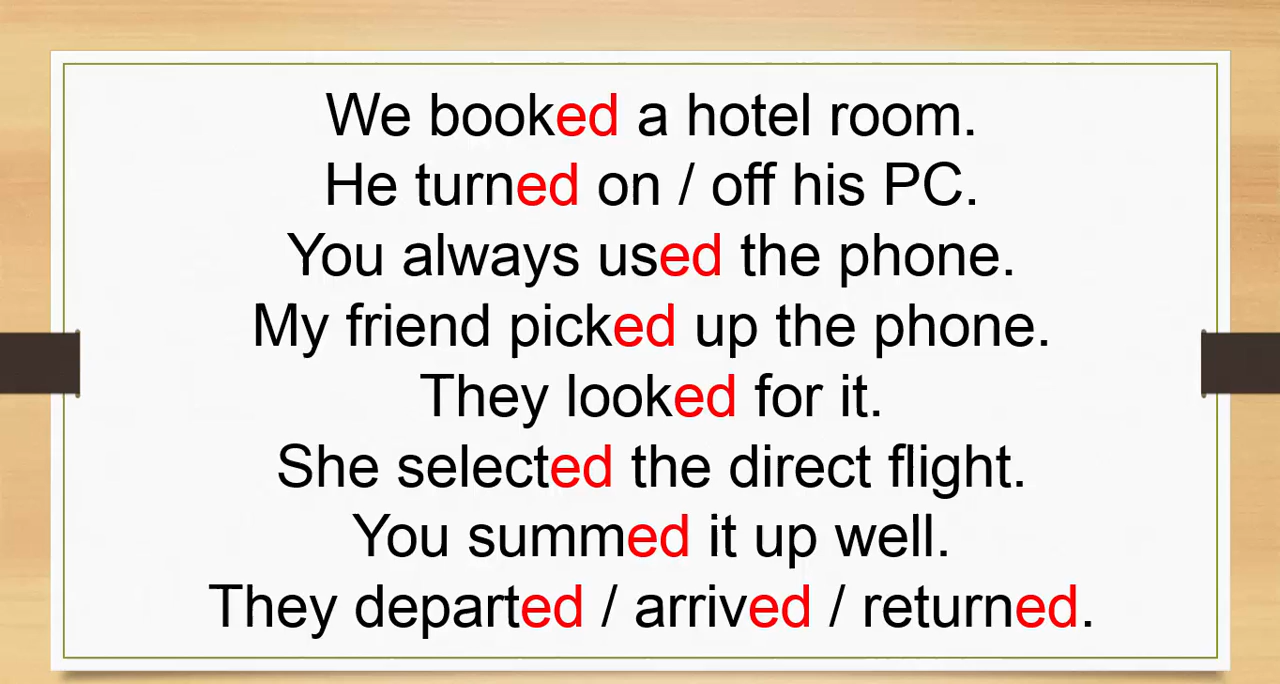 We booked a hotel room.
He turned on / off his PC.
You always used the phone.
My friend picked up the phone.
They looked for it.
She selected the direct flight.
You summed it up well.
They departed / arrived / returned.